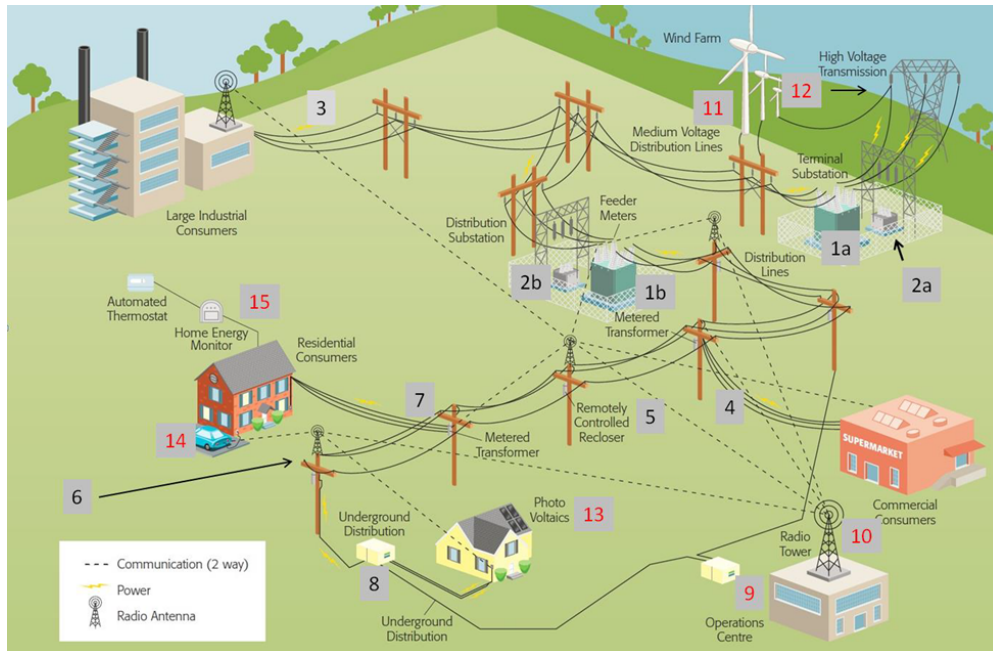 Wind Farm
High Voltage
Transmission
12
11
3
Medium Voltage
Distribution Lines
Terminal
Substation
Large Industrial
Consumers
Feeder
Meters
Distribution
Substation
1a
2a
Distribution
Lines
2b
1b
Metered
Transformer
Automated
Thermostat
15
Home Energy
Monitor
Residential
Consumers
7
5
4
Remotely
Controlled
Recloser
14
Metered
Transformer
SUPERMARKET
6
Commercial
Consumers
Photo
Voltaics
13
Underground
Distribution
8
Radio
Tower
10
9
Operations
Centre
Underground
Distribution
Communication (2 way)
Power
Radio Antenna